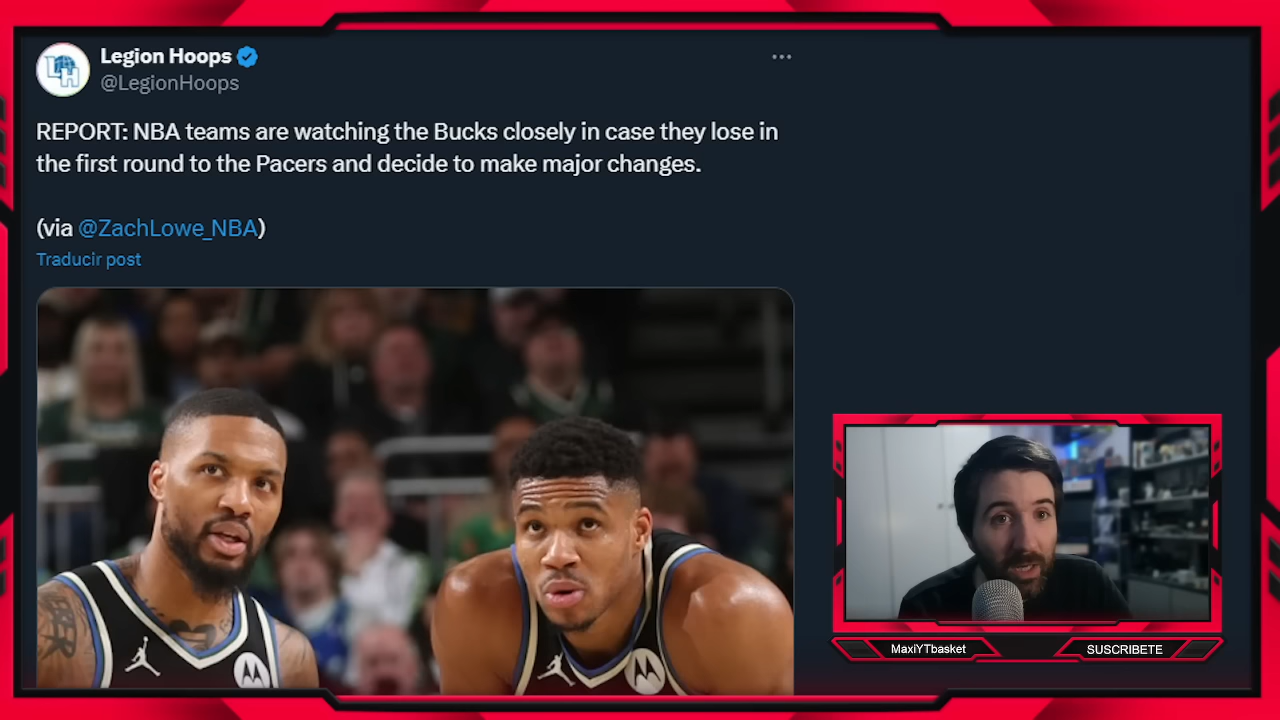 Legion Hoops
@LegionHoops
REPORT: NBA teams are watching the Bucks closely in case they lose in
the first round to the Pacers and decide to make major changes.
(via @ZachLowe_NBA)
Traducir post
LH
MaxiYTbasket
SUSCRIBETE